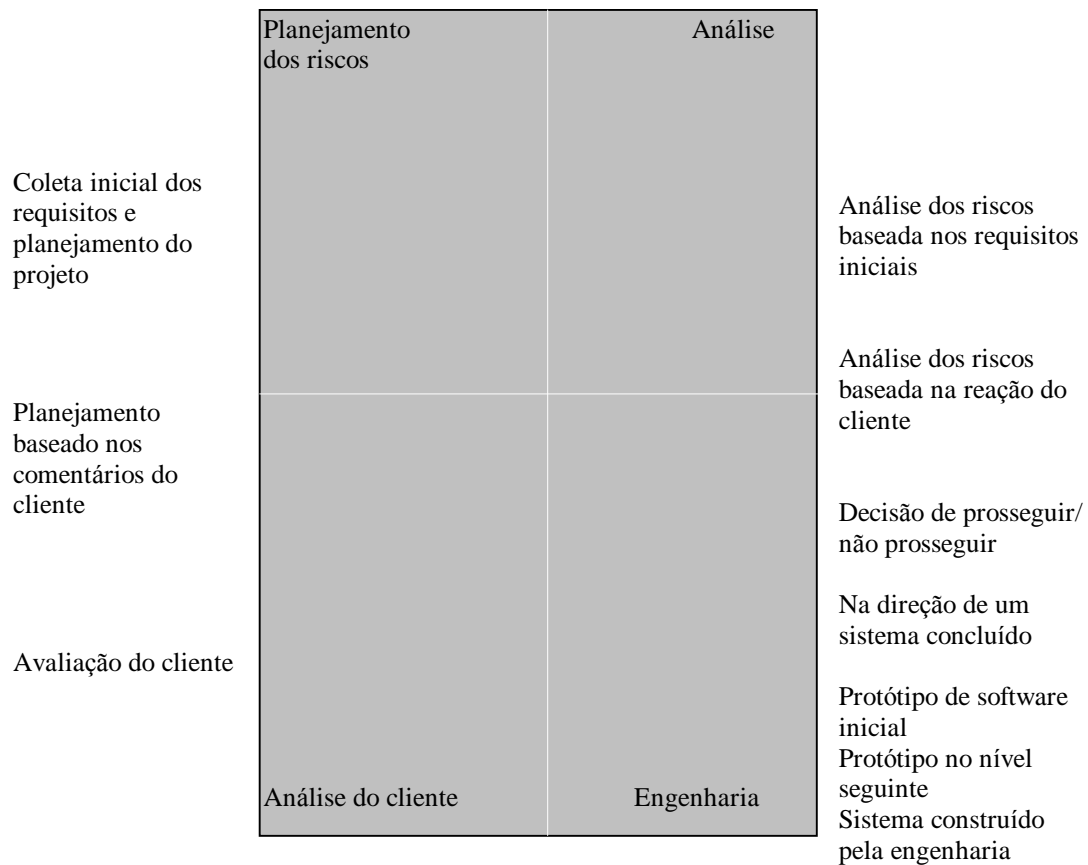 Planejamento
dos riscos
Análise
Coleta inicial dos
requisitos e
planejamento do
projeto
Planejamento
baseado nos
comentários do
cliente
Avaliação do cliente
Análise dos riscos
baseada nos requisitos
iniciais
Análise dos riscos
baseada na reação do
cliente
Decisão de prosseguir/
não prosseguir
Na direção de um
sistema concluído
Protótipo de software
inicial
Protótipo no nível
seguinte
Sistema construído
pela engenharia
Análise do cliente
Engenharia